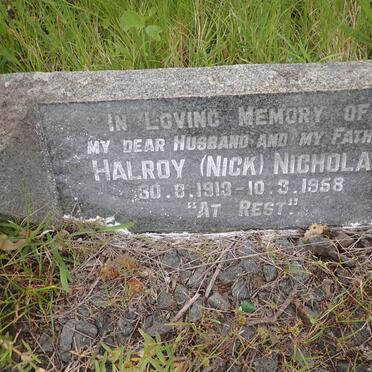 IN LOVING MEMORY OF
MY DEAR HUSBAND AND MY FATH
HALROY (NICK) NICHOLA
30.8.1913-10.3.1958
"AT REST"